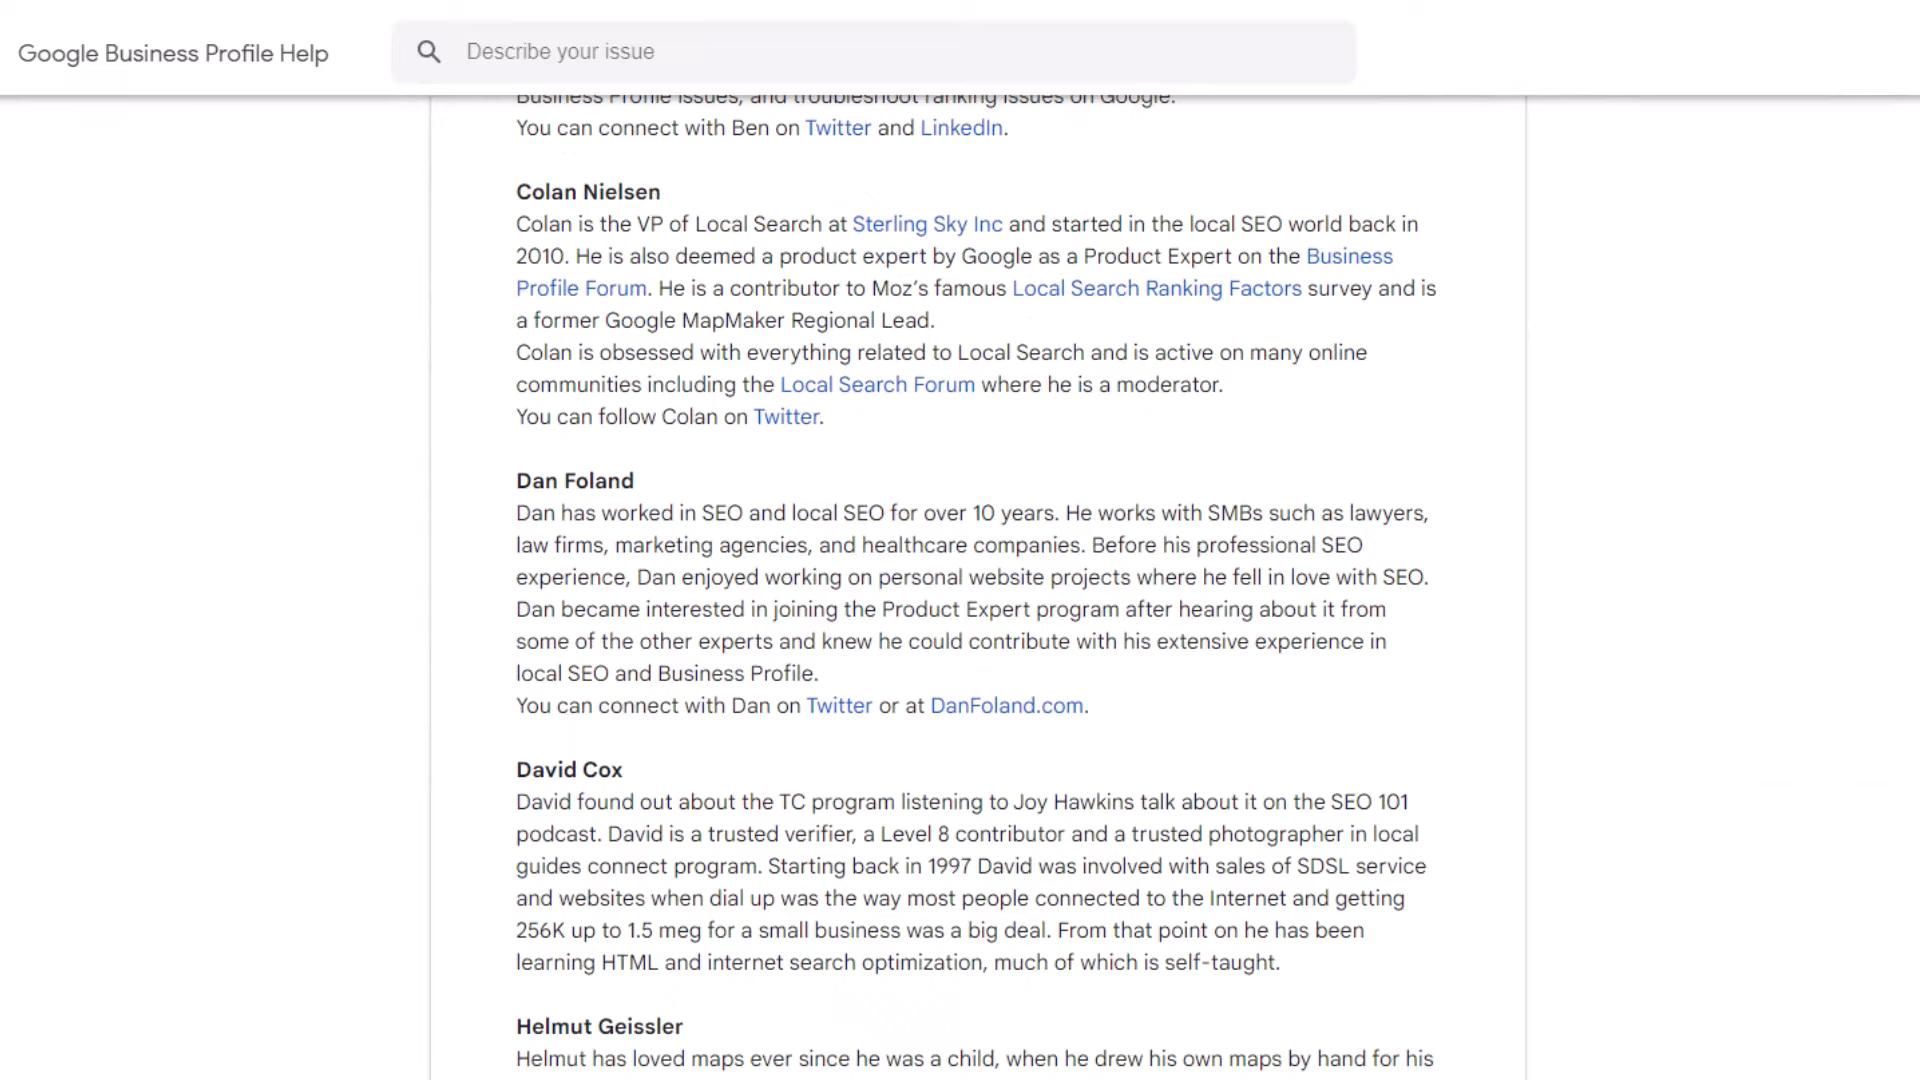 Google Business Profile Help
Describe your issue
Business Profile issues, and troubleshoot ranking issues on Google.
You can connect with Ben on Twitter and LinkedIn.
Colan Nielsen
Colan is the VP of Local Search at Sterling Sky Inc and started in the local SEO world back in
2010. He is also deemed a product expert by Google as a Product Expert on the Business
Profile Forum. He is a contributor to Moz’s famous Local Search Ranking Factors survey and is
a former Google MapMaker Regional Lead.
Colan is obsessed with everything related to Local Search and is active on many online
communities including the Local Search Forum where he is a moderator.
You can follow Colan on Twitter.
Dan Foland
Dan has worked in SEO and local SEO for over 10 years. He works with SMBs such as lawyers,
law firms, marketing agencies, and healthcare companies. Before his professional SEO
experience, Dan enjoyed working on personal website projects where he fell in love with SEO.
Dan became interested in joining the Product Expert program after hearing about it from
some of the other experts and knew he could contribute with his extensive experience in
local SEO and Business Profile.
You can connect with Dan on Twitter or at DanFoland.com.
David Cox
David found out about the TC program listening to Joy Hawkins talk about it on the SEO 101
podcast. David is a trusted verifier, a Level 8 contributor and a trusted photographer in local
guides connect program. Starting back in 1997 David was involved with sales of SDSL service
and websites when dial up was the way most people connected to the Internet and getting
256K up to 1.5 meg for a small business was a big deal. From that point on he has been
learning HTML and internet search optimization, much of which is self-taught.
Helmut Geissler
Helmut has loved maps ever since he was a child, when he drew his own maps by hand for his